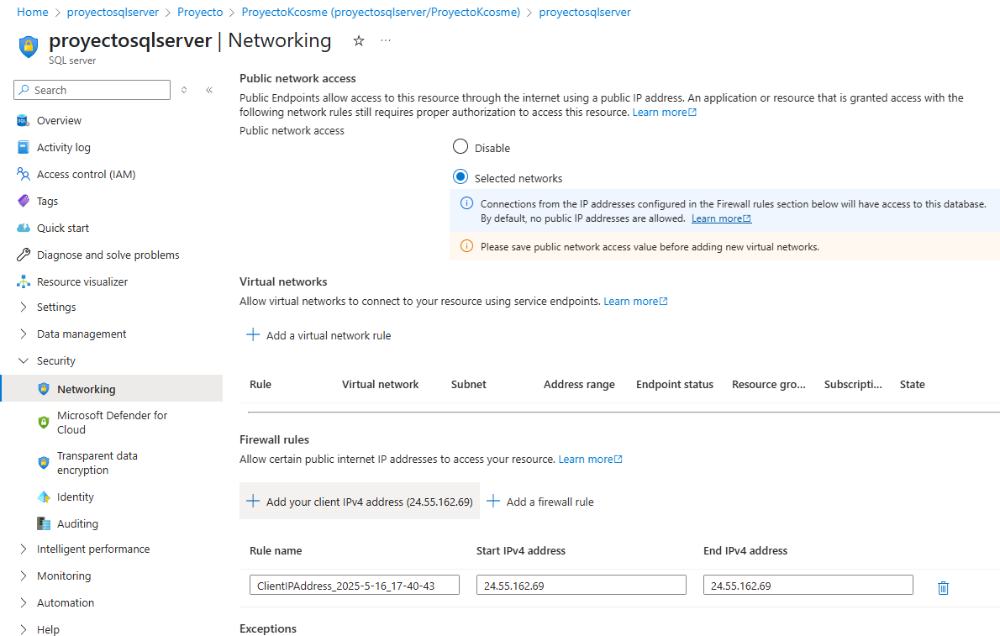 Home > proyectosqlserver > Proyecto > ProyectoKcosme (proyectosqlserver/ProyectoKcosme) > proyectosqlserver
proyectosqlserver | Networking ☆ ...
SQL server
Search
Overview
Activity log
Access control (IAM)
Tags
Quick start
Diagnose and solve problems
Resource visualizer
Settings
Data management
Security
Networking
Microsoft Defender for
Cloud
Transparent data
encryption
Identity
Auditing
Intelligent performance
Monitoring
Automation
Help
Public network access
Public Endpoints allow access to this resource through the internet using a public IP address. An application or resource that is granted access with the
following network rules still requires proper authorization to access this resource. Learn more
Public network access
Disable
Selected networks
Connections from the IP addresses configured in the Firewall rules section below will have access to this database.
By default, no public IP addresses are allowed. Learn more
Please save public network access value before adding new virtual networks.
Virtual networks
Allow virtual networks to connect to your resource using service endpoints. Learn more
+ Add a virtual network rule
Rule Virtual network Subnet Address range Endpoint status Resource gro... Subscripti... State
Firewall rules
Allow certain public internet IP addresses to access your resource. Learn more
+ Add your client IPv4 address (24.55.162.69) + Add a firewall rule
Rule name Start IPv4 address End IPv4 address
ClientIPAddress_2025-5-16_17-40-43 24.55.162.69 24.55.162.69
Exceptions